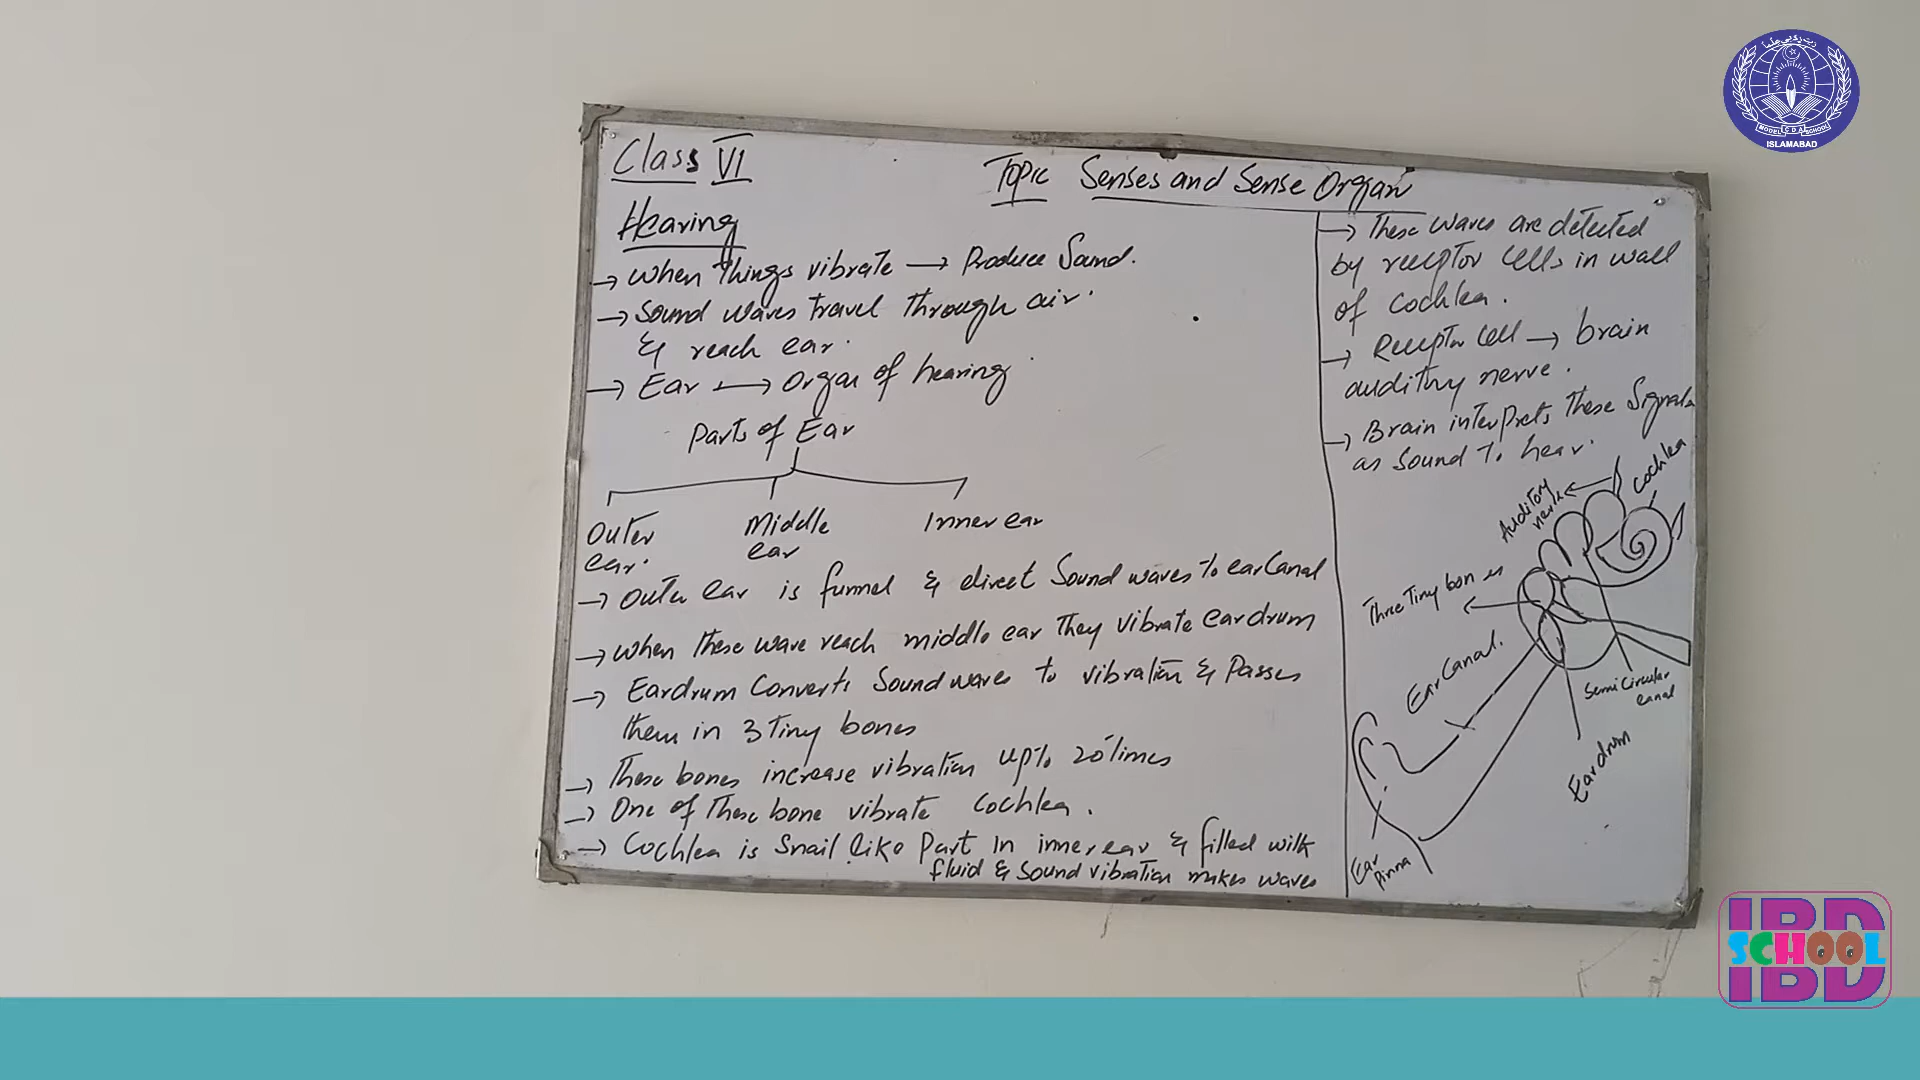 Class VI
Topic Senses and Sense Organ
Hearing
→ When things vibrate → Produce Sound.
→ Sound waves travel through air
& reach ear.
→ Ear → Organ of hearing
Parts of Ear
Outer ear.
Middle ear
Inner ear
→ Outer ear is funnel & direct Sound waves to ear Canal
→ When these wave reach middle ear they vibrate eardrum
→ Eardrum Converts Sound waves to vibration & Passes
them in 3 Tiny bones
→ These bones increase vibration upto 20 times
→ One of these bone vibrate Cochlea.
→ Cochlea is Snail like Part in inner ear & filled with
fluid & sound vibration makes waves
→ These waves are detected
by receptor cells in wall
of cochlea.
→ Receptor Cell → brain
audithy nerve.
→ Brain interprets these Signals
as sound to hear.
Cochlea
Auditory
nerve
Three Tiny bones
Ear Canal.
Semi Circular
canal
Eardrum
Ear
Pinna
MODEL CDA SCHOOL
ISLAMABAD
IBD
SCHOOL
IBD